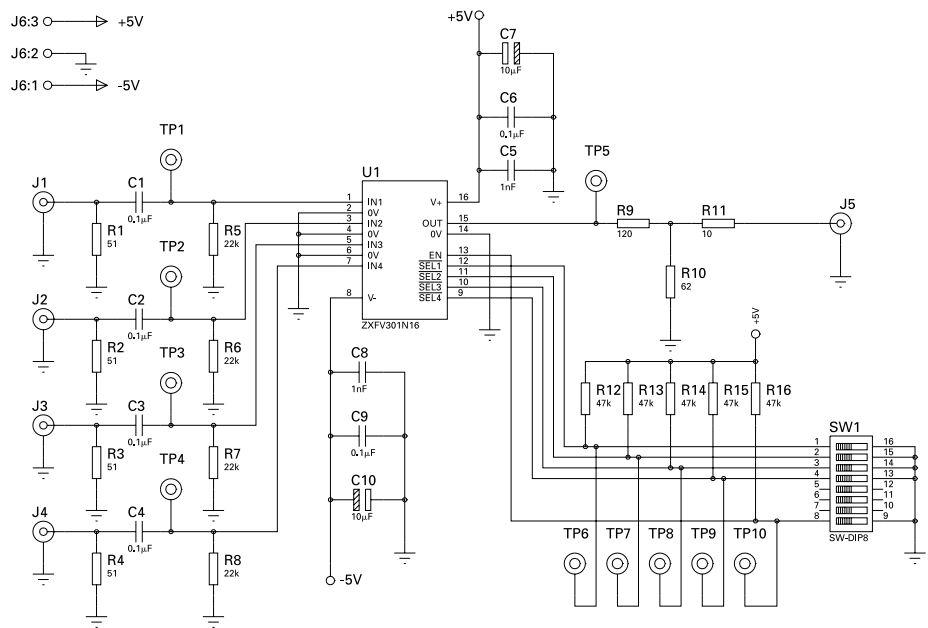 J6:3 +5V
J6:2
J6:1 -5V
+5V
C7
10µF
C6
0.1µF
C5
1nF
TP1
TP5
J1
C1
0.1µF
R1
51
R5
22k
U1
1 IN1
2 0V
3 IN2
4 0V
5 IN3
6 0V
7 IN4
8 V-
V+ 16
OUT 15
0V 14
EN 13
SEL1 12
SEL2 11
SEL3 10
SEL4 9
ZXFV301N16
R9
120
R11
10
J5
R10
62
TP2
J2
C2
0.1µF
R2
51
R6
22k
TP3
C8
1nF
+5V
R12
47k
R13
47k
R14
47k
R15
47k
R16
47k
J3
C3
0.1µF
R3
51
R7
22k
TP4
C9
0.1µF
C10
10µF
-5V
SW1
1 16
2 15
3 14
4 13
5 12
6 11
7 10
8 9
SW-DIP8
J4
C4
0.1µF
R4
51
R8
22k
TP6 TP7 TP8 TP9 TP10